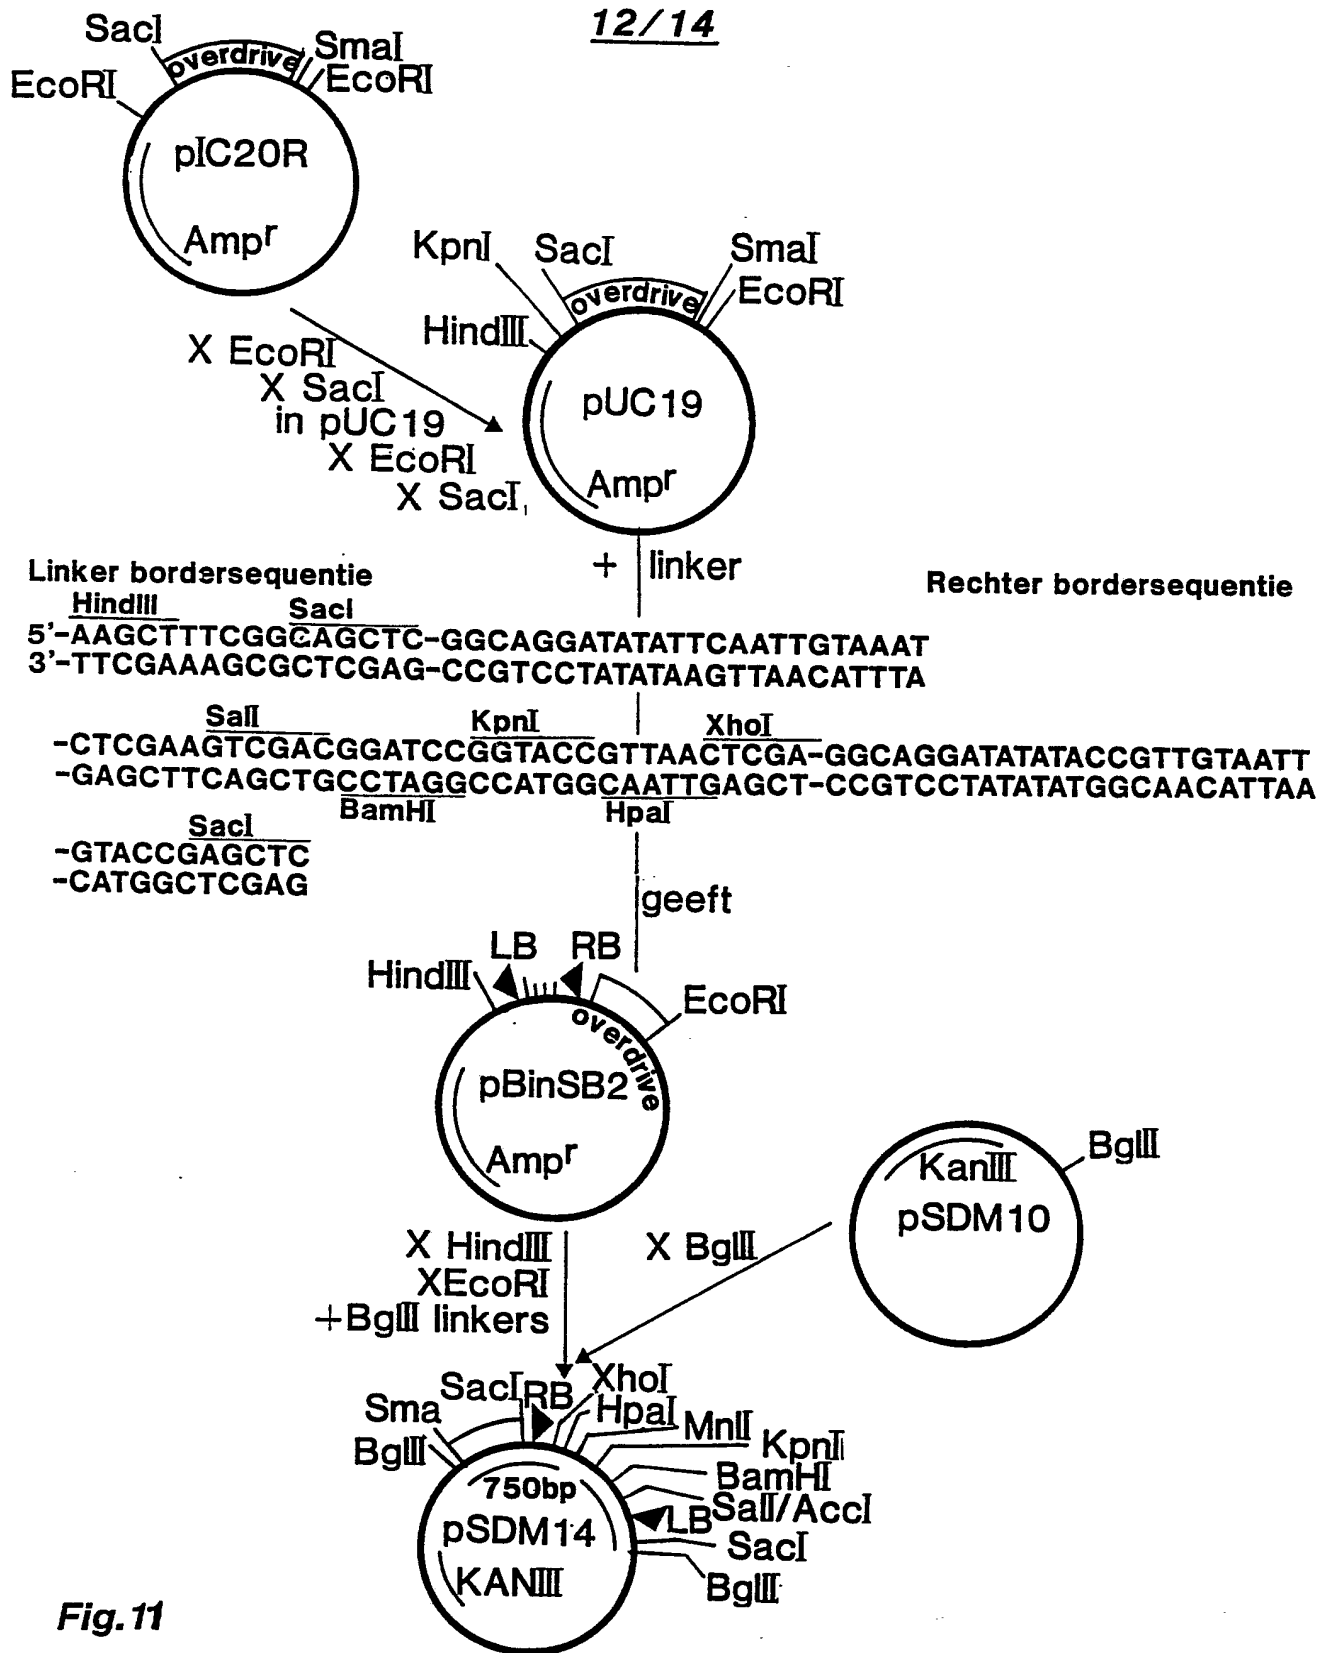 12/14
SacI
overdrive
SmaI
EcoRI
EcoRI
pIC20R
Ampr
KpnI
SacI
SmaI
overdrive
EcoRI
HindIII
X EcoRI
X SacI
in pUC19
X EcoRI
X SacI
pUC19
Ampr
+ linker
Linker bordersequentie
Rechter bordersequentie
HindIII SacI
5'-AAGCTTTCGGCAGCTC-GGCAGGATATATTCAATTGTAAAT
3'-TTCGAAAGCGCTCGAG-CCGTCCTATATAAGTTAACATTTA
SalI KpnI XhoI
-CTCGAAGTCGACGGATCCGGTACCGTTAACTCGA-GGCAGGATATATACCGTTGTAATT
-GAGCTTCAGCTGCCTAGGCCATGGCAATTGAGCT-CCGTCCTATATATGGCAACATTAA
BamHI HpaI
SacI
-GTACCGAGCTC
-CATGGCTCGAG
geeft
LB RB
HindIII
EcoRI
overdrive
pBinSB2
Ampr
BglII
KanIII
pSDM10
X HindIII
XEcoRI
+BglII linkers
X BglII
SacI RB XhoI
Sma
HpaI
MnlI
BglII
KpnI
BamHI
SalI/AccI
750bp
LB
pSDM14
SacI
KANIII
BglII
Fig.11